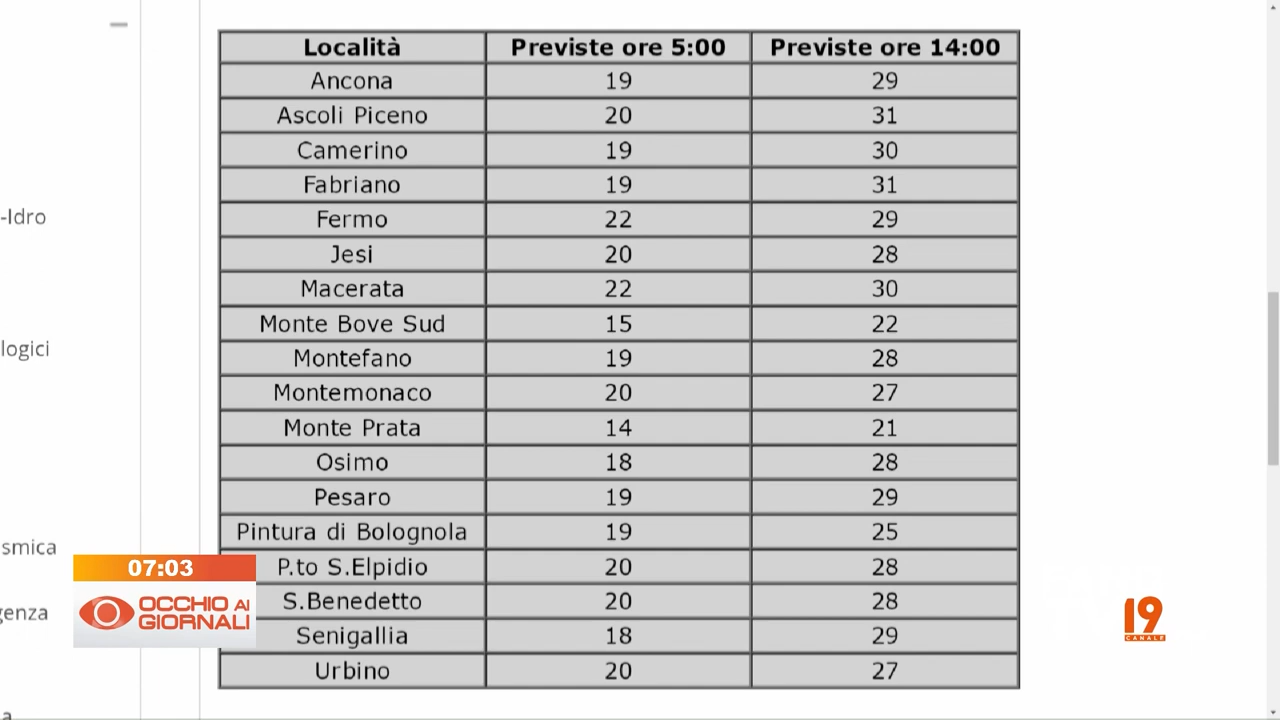 Località Previste ore 5:00 Previste ore 14:00
Ancona 19 29
Ascoli Piceno 20 31
Camerino 19 30
Fabriano 19 31
-Idro
Fermo 22 29
Jesi 20 28
Macerata 22 30
Monte Bove Sud 15 22
logici
Montefano 19 28
Montemonaco 20 27
Monte Prata 14 21
Osimo 18 28
Pesaro 19 29
Pintura di Bolognola 19 25
smica
07:03
P.to S.Elpidio 20 28
OCCHIO AI
GIORNALI
S.Benedetto 20 28
genza
19
CANALE
Senigallia 18 29
Urbino 20 27
a